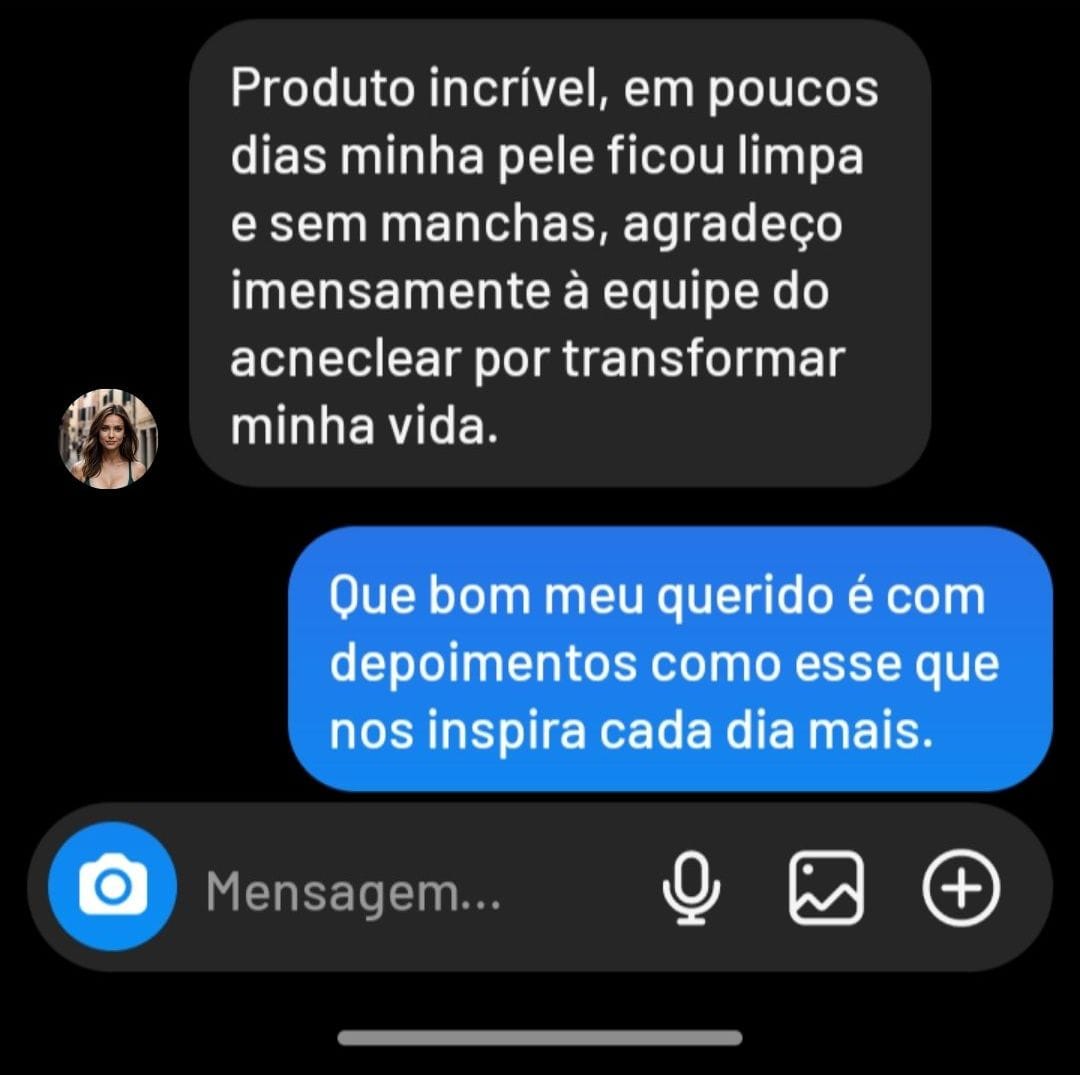 Produto incrível, em poucos
dias minha pele ficou limpa
e sem manchas, agradeço
imensamente à equipe do
acneclear por transformar
minha vida.
Que bom meu querido é com
depoimentos como esse que
nos inspira cada dia mais.
Mensagem...